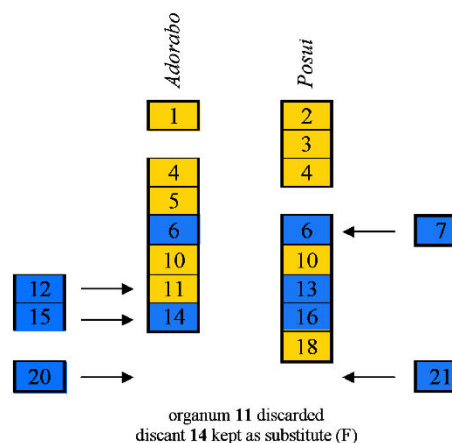 Adorabo Posui
1 2
3
4 4
5
6 6 7
10 10
12 11 13
15 14 16
18
20 21
organum 11 discarded
discant 14 kept as substitute (F)